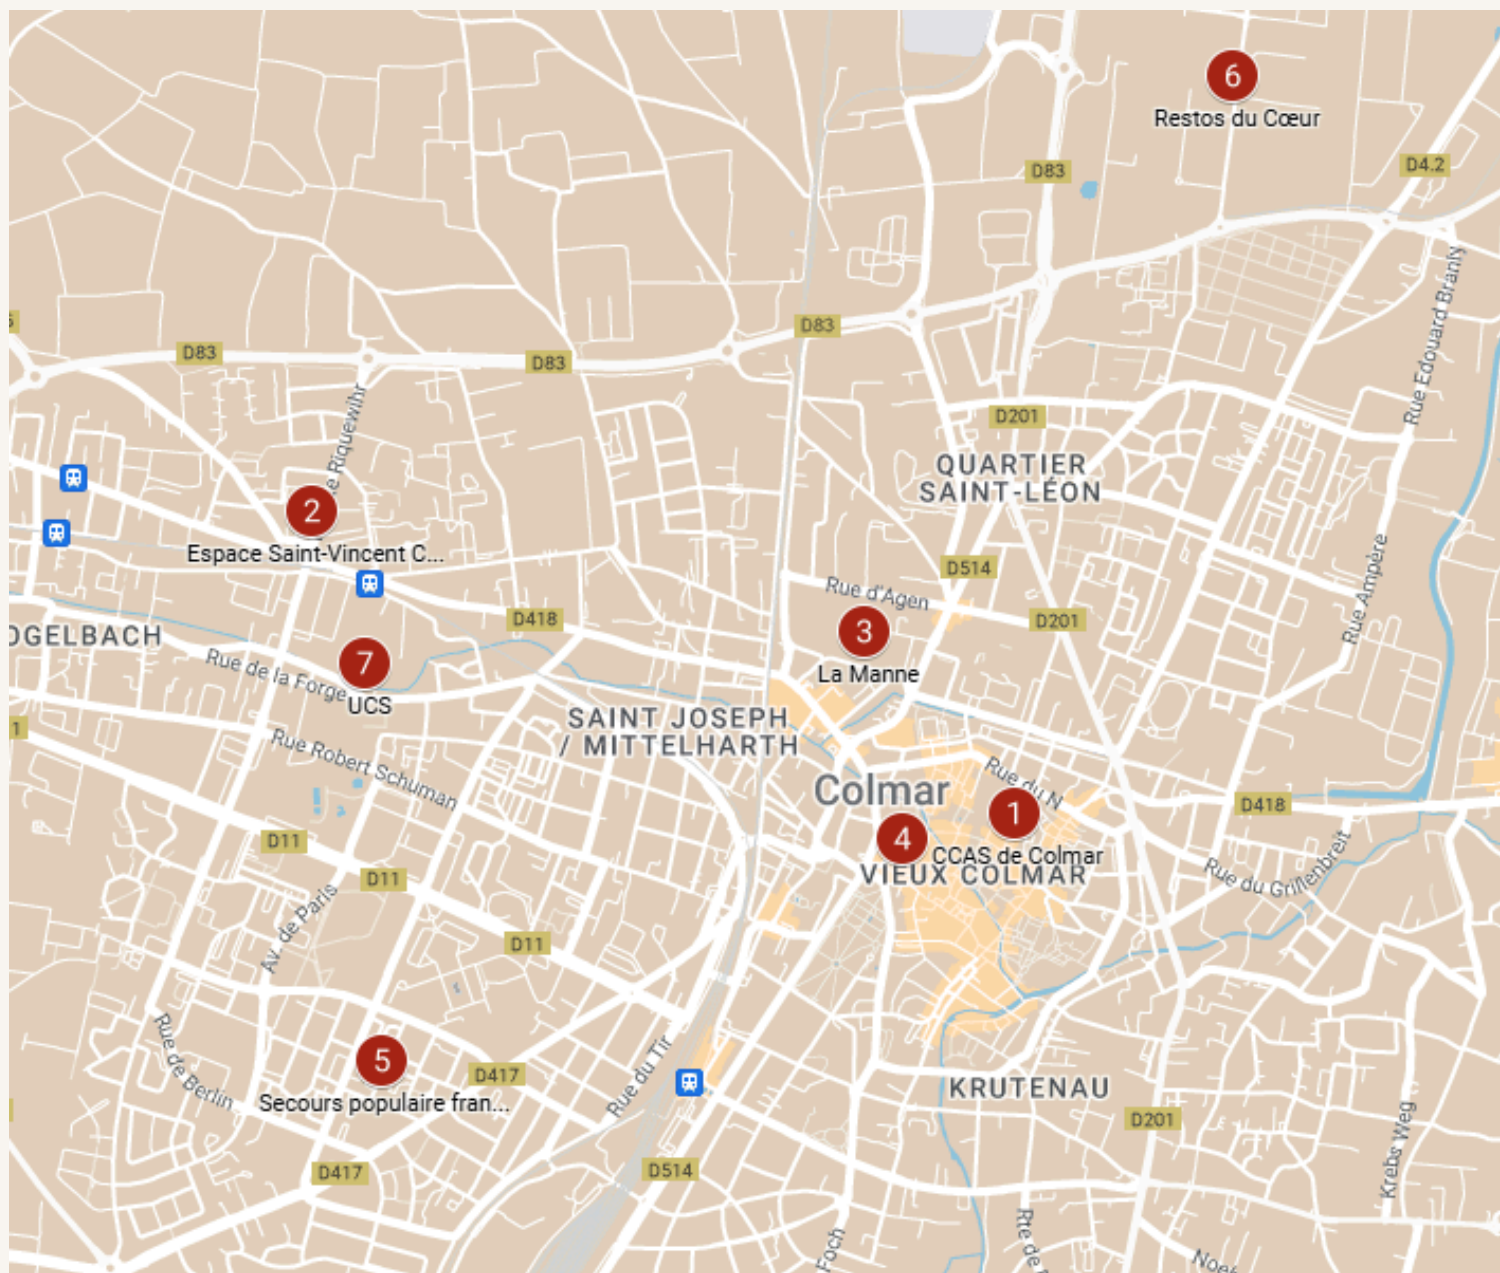 6
Restos du Cœur
D83
D4.2
Rue Edouard Branly
D83
D83
D83
D201
QUARTIER
SAINT-LÉON
Riquewihr
2
Espace Saint-Vincent C...
D514
Rue d'Agen
D201
Rue Ampère
D418
3
La Manne
OGELBACH
Rue de la Forge
7
UCS
1
SAINT JOSEPH
/ MITTELHARTH
Rue Robert Schuman
Colmar
Rue du N
1
4
CCAS de Colmar
VIEUX COLMAR
D418
Rue du Grillenbreit
D11
D11
D11
Av. de Paris
Rue de Berlin
5
Secours populaire fran...
D417
Rue du Tir
KRUTENAU
D201
Krebs Weg
D417
D514
Foch
Rte de
Noe